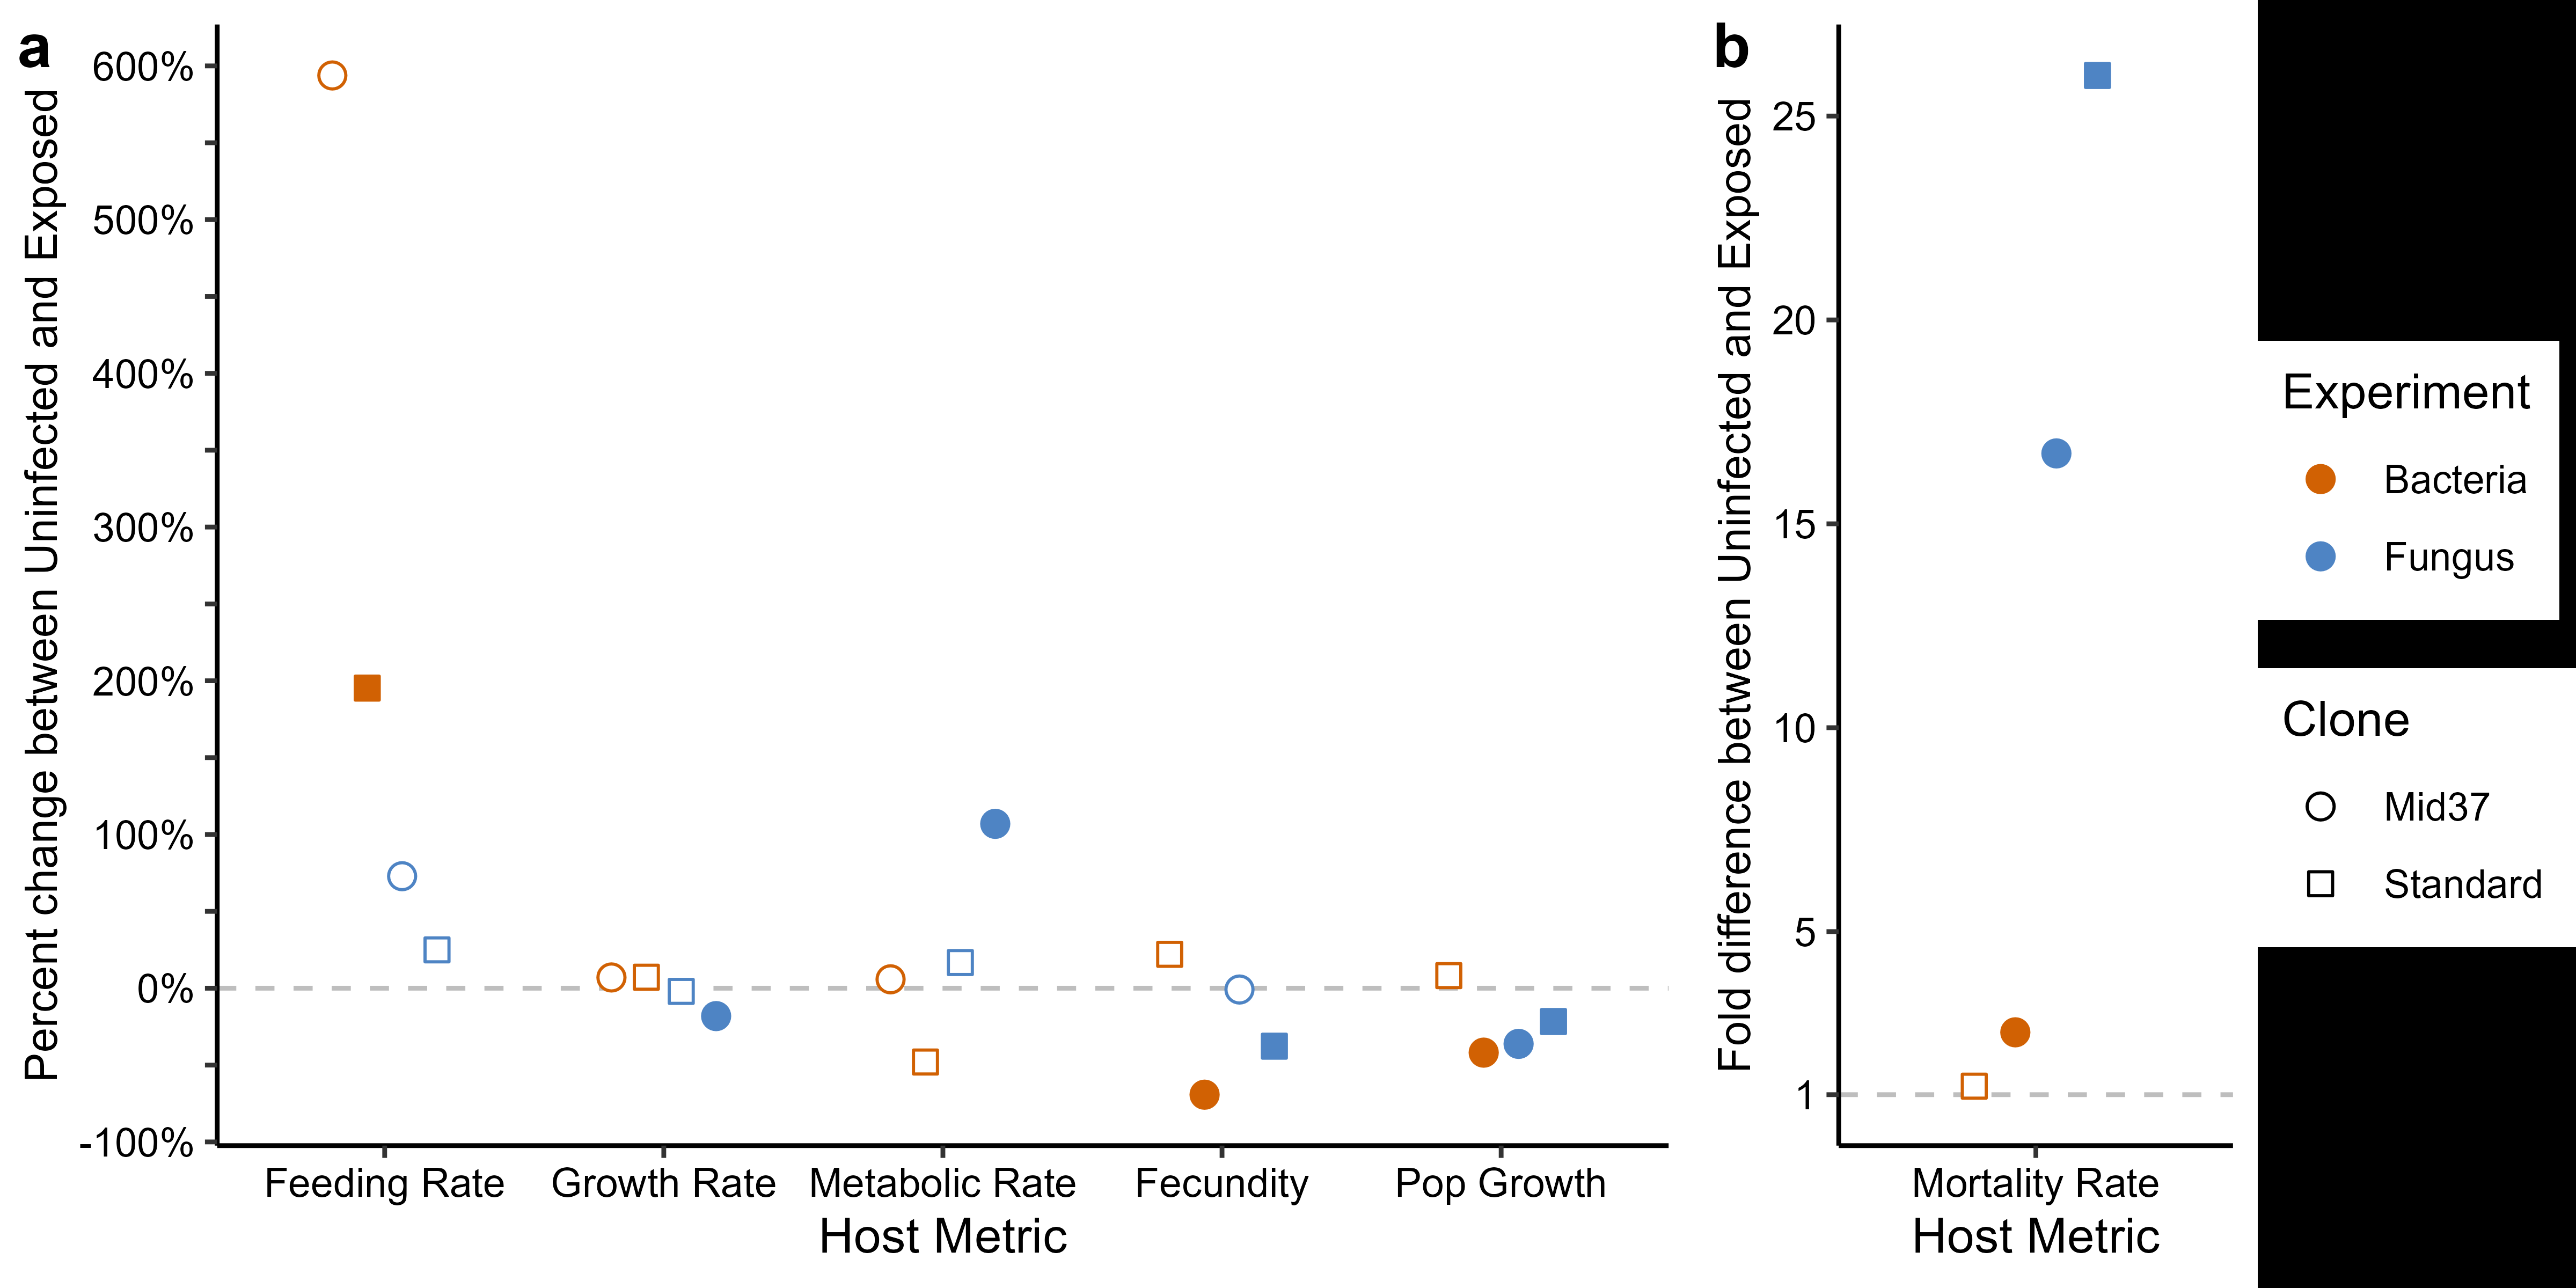 a
Percent change between Uninfected and Exposed
600%
500%
400%
300%
200%
100%
0%
-100%
Feeding Rate
Growth Rate
Metabolic Rate
Fecundity
Pop Growth
Host Metric
b
Fold difference between Uninfected and Exposed
25
20
15
10
5
1
Mortality Rate
Host Metric
Experiment
Bacteria
Fungus
Clone
Mid37
Standard